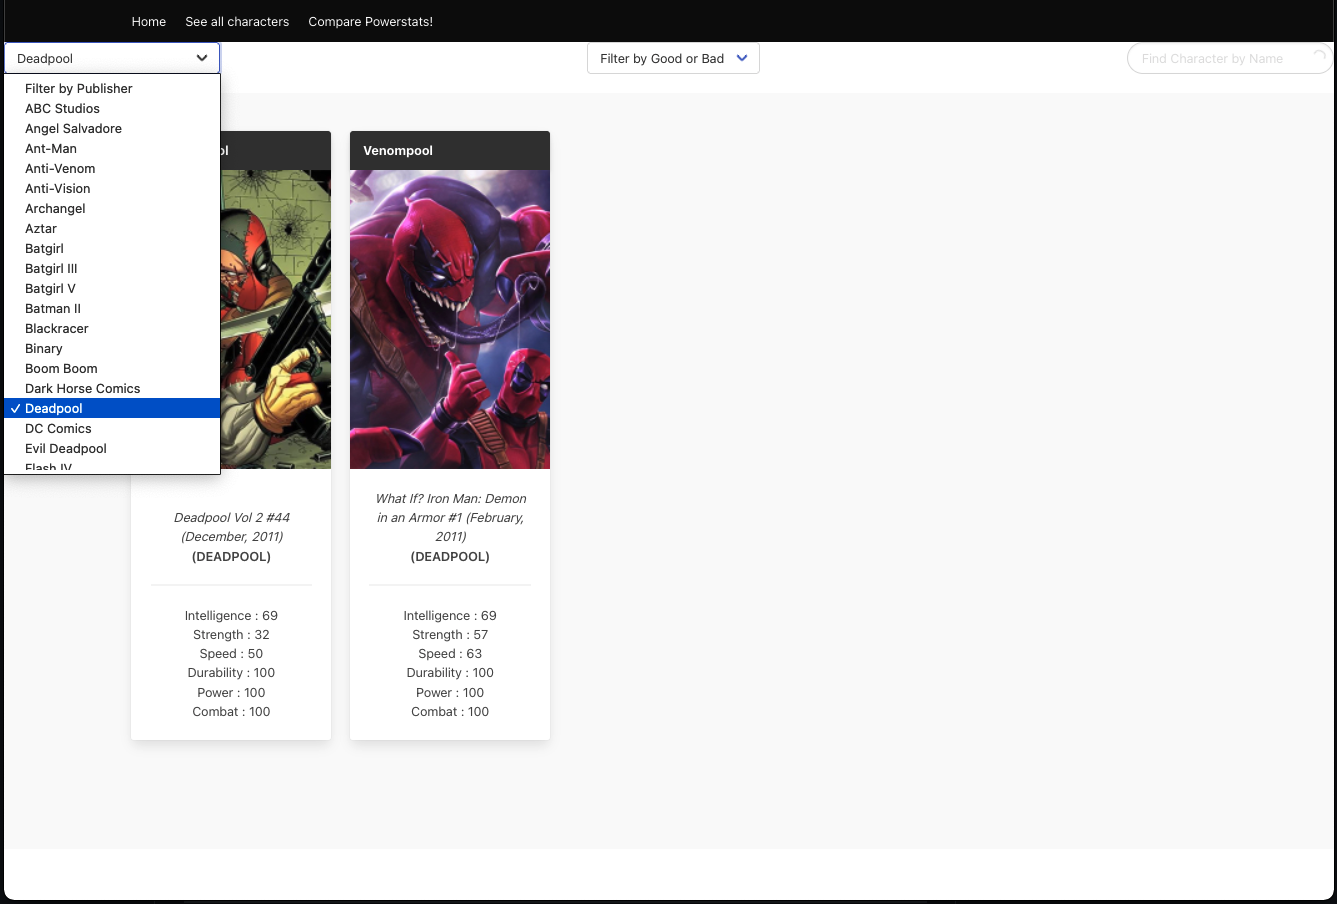 Home See all characters Compare Powerstats!
Deadpool
Filter by Good or Bad
Find Character by Name
Filter by Publisher
ABC Studios
Angel Salvadore
Ant-Man
Anti-Venom
Anti-Vision
Archangel
Aztar
Batgirl
Batgirl III
Batgirl V
Batman II
Blackracer
Binary
Boom Boom
Dark Horse Comics
✓ Deadpool
DC Comics
Evil Deadpool
Flash IV
ol
Deadpool Vol 2 #44
(December, 2011)
(DEADPOOL)
Intelligence : 69
Strength : 32
Speed : 50
Durability : 100
Power : 100
Combat : 100
Venompool
What If? Iron Man: Demon
in an Armor #1 (February,
2011)
(DEADPOOL)
Intelligence : 69
Strength : 57
Speed : 63
Durability : 100
Power : 100
Combat : 100